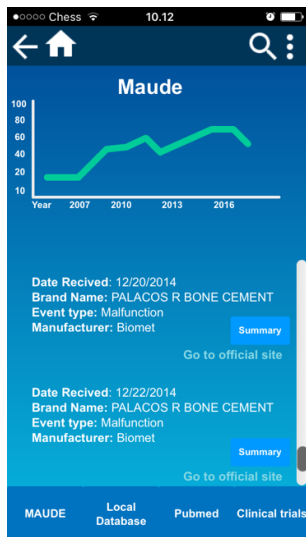 Chess 10.12
Maude
100
80
60
40
20
10
Year 2007 2010 2013 2016
Date Recived: 12/20/2014
Brand Name: PALACOS R BONE CEMENT
Event type: Malfunction
Manufacturer: Biomet
Summary
Go to official site
Date Recived: 12/22/2014
Brand Name: PALACOS R BONE CEMENT
Event type: Malfunction
Manufacturer: Biomet
Summary
Go to official site
MAUDE Local Database Pubmed Clinical trials